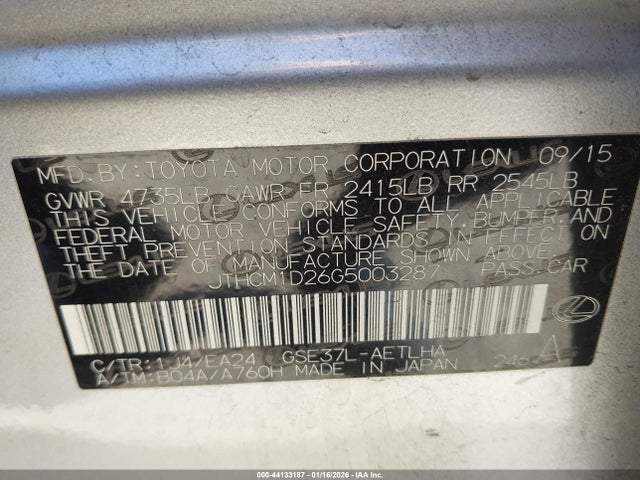 MFD.BY:TOYOTA MOTOR CORPORATION 09/15
GVWR 4735LB GAWR FR 2415LB RR 2545LB
THIS VEHICLE CONFORMS TO ALL APPLICABLE
FEDERAL MOTOR VEHICLE SAFETY,BUMPER,AND
THEFT PREVENTION STANDARDS IN EFFECT ON
THE DATE OF MANUFACTURE SHOWN ABOVE.
JTHCM1D26G5003287 PASS.CAR
C/TR:1J4/EA24 GSE37L-AETLHA
A/TM:B04A/A760H MADE IN JAPAN
A
000-44133187 - 01/16/2026 - IAA Inc.